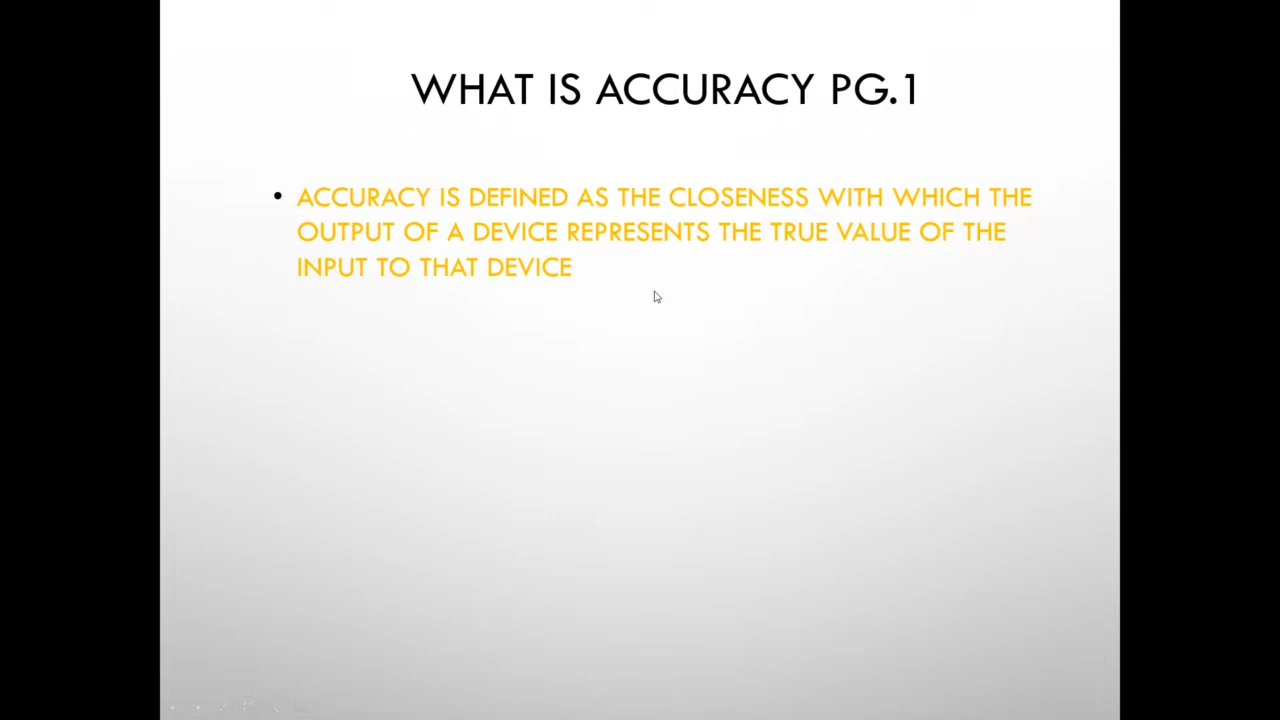 WHAT IS ACCURACY PG.1
• ACCURACY IS DEFINED AS THE CLOSENESS WITH WHICH THE
OUTPUT OF A DEVICE REPRESENTS THE TRUE VALUE OF THE
INPUT TO THAT DEVICE